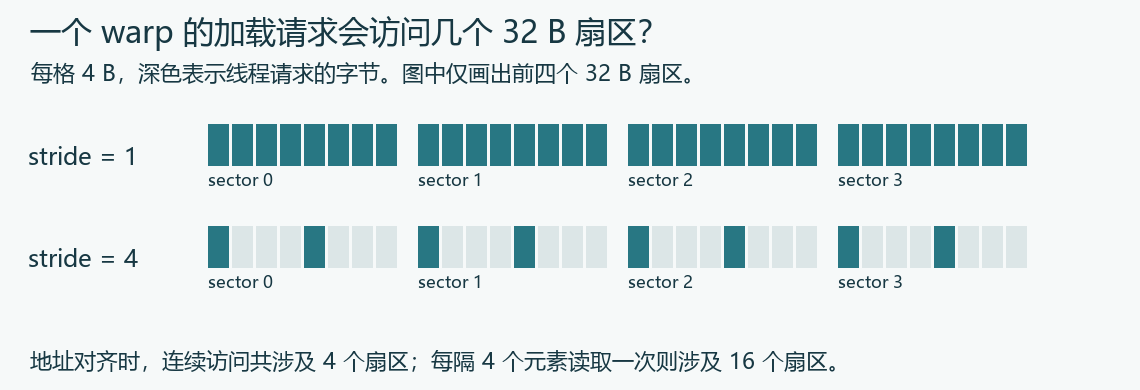 一个 warp 的加载请求会访问几个 32 B 扇区？
每格 4 B，深色表示线程请求的字节。图中仅画出前四个 32 B 扇区。
stride = 1
sector 0 sector 1 sector 2 sector 3
stride = 4
sector 0 sector 1 sector 2 sector 3
地址对齐时，连续访问共涉及 4 个扇区；每隔 4 个元素读取一次则涉及 16 个扇区。